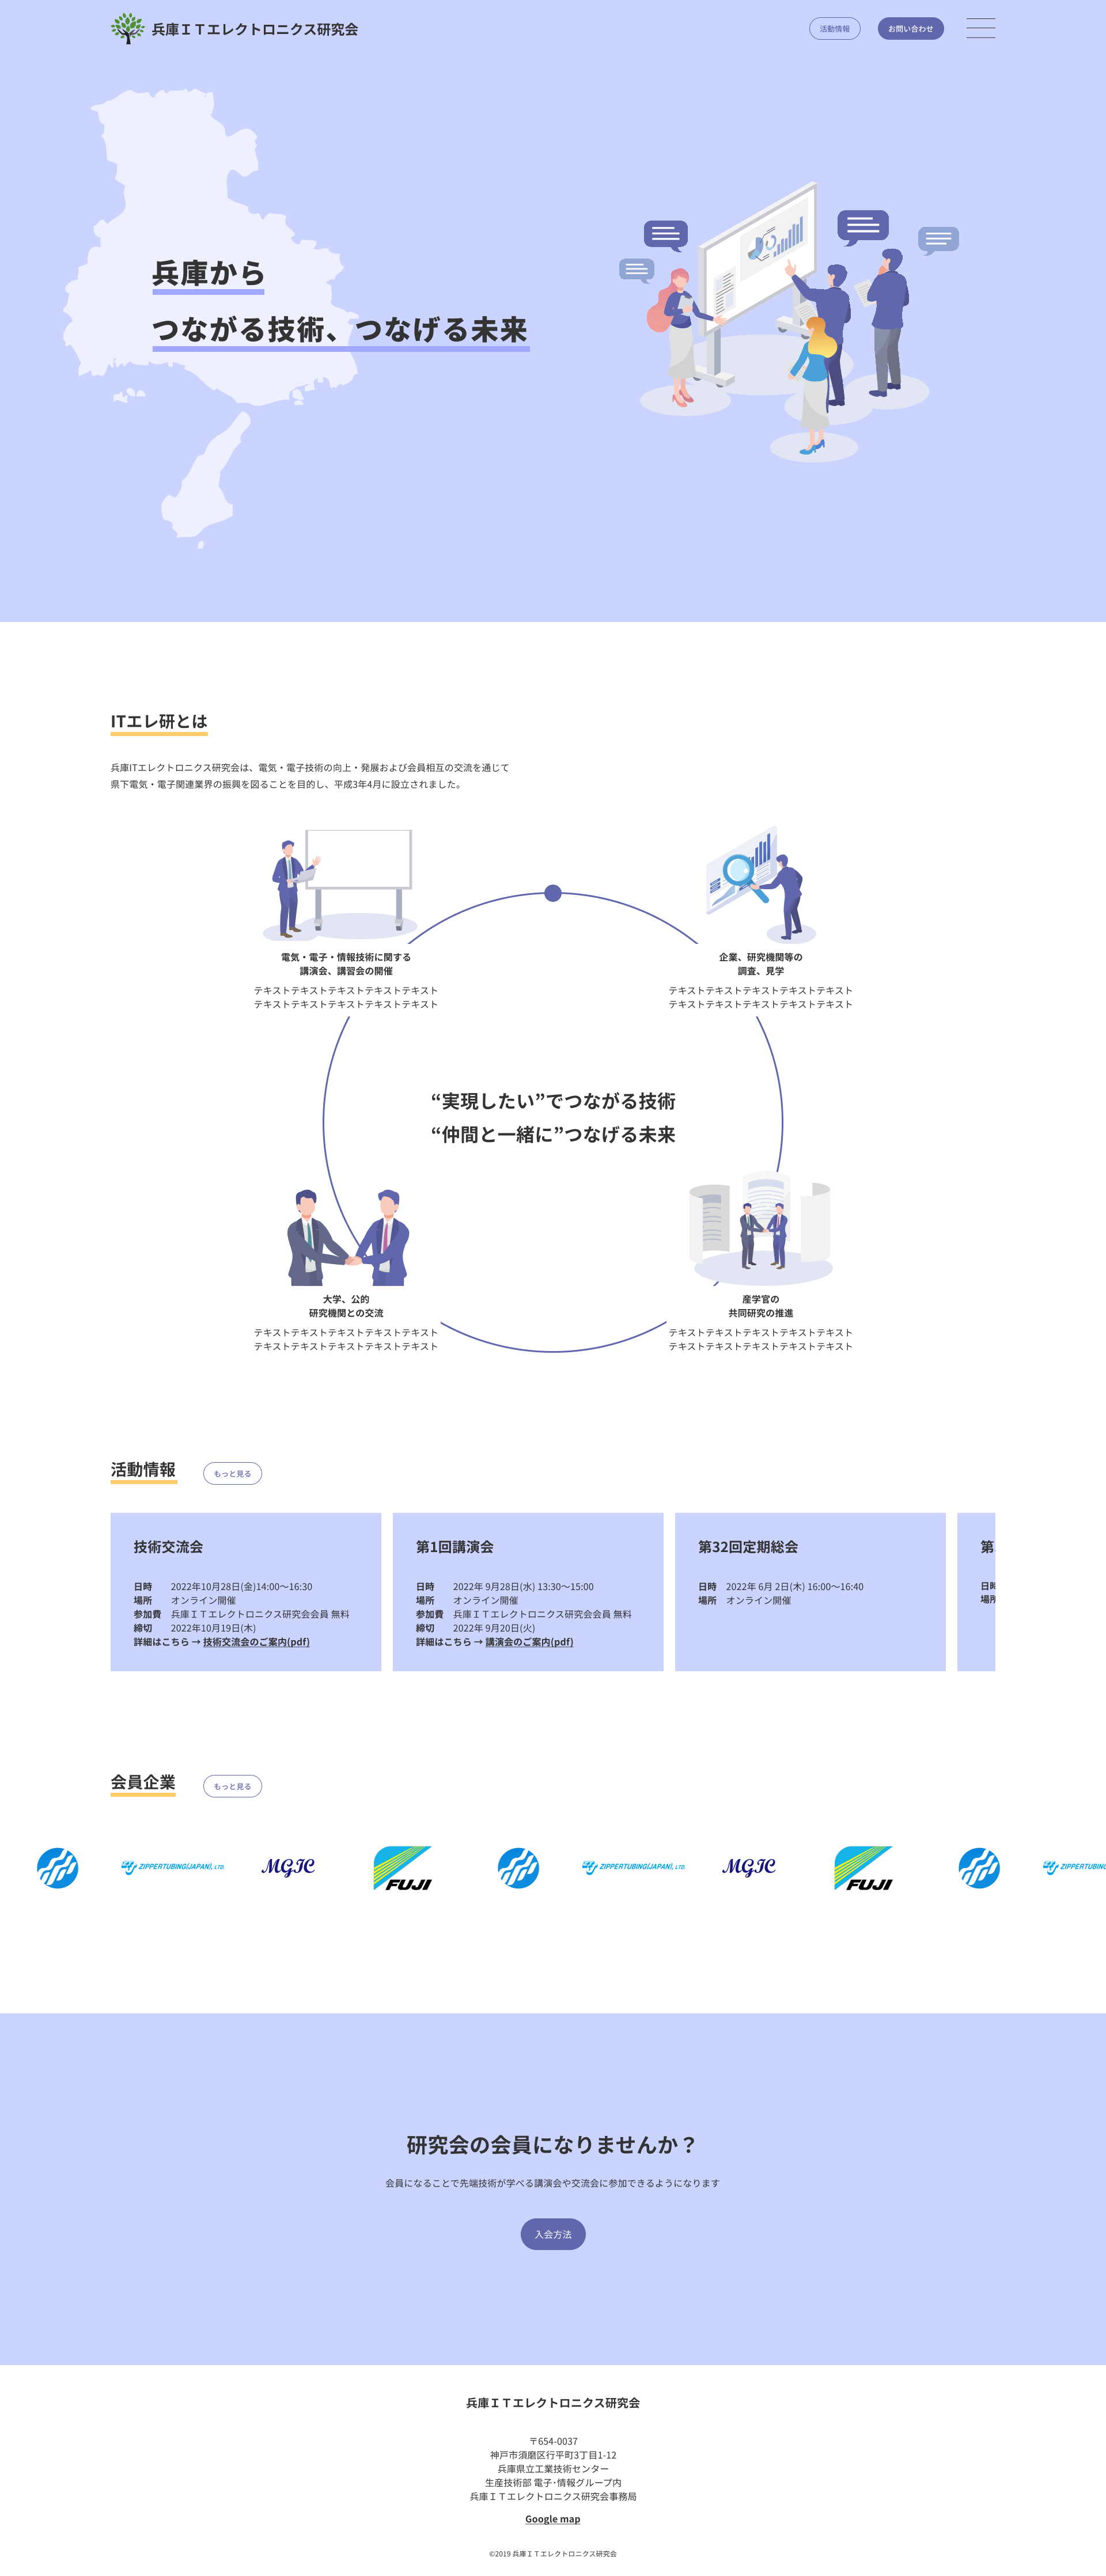 兵庫ＩＴエレクトロニクス研究会
活動情報
お問い合わせ
兵庫から
つながる技術、つなげる未来
ITエレ研とは
兵庫ITエレクトロニクス研究会は、電気・電子技術の向上・発展および会員相互の交流を通じて
県下電気・電子関連業界の振興を図ることを目的し、平成3年4月に設立されました。
電気・電子・情報技術に関する
講演会、講習会の開催
テキストテキストテキストテキストテキスト
テキストテキストテキストテキストテキスト
企業、研究機関等の
調査、見学
テキストテキストテキストテキストテキスト
テキストテキストテキストテキストテキスト
“実現したい”でつながる技術
“仲間と一緒に”つなげる未来
大学、公的
研究機関との交流
テキストテキストテキストテキストテキスト
テキストテキストテキストテキストテキスト
産学官の
共同研究の推進
テキストテキストテキストテキストテキスト
テキストテキストテキストテキストテキスト
活動情報
もっと見る
技術交流会
日時 2022年10月28日(金)14:00〜16:30
場所 オンライン開催
参加費 兵庫ＩＴエレクトロニクス研究会会員 無料
締切 2022年10月19日(木)
詳細はこちら → 技術交流会のご案内(pdf)
第1回講演会
日時 2022年 9月28日(水) 13:30〜15:00
場所 オンライン開催
参加費 兵庫ＩＴエレクトロニクス研究会会員 無料
締切 2022年 9月20日(火)
詳細はこちら → 講演会のご案内(pdf)
第32回定期総会
日時 2022年 6月 2日(木) 16:00〜16:40
場所 オンライン開催
第
日時
場所
会員企業
もっと見る
ZIPPERTUBING(JAPAN), LTD.
MGIC
FUJI
ZIPPERTUBING(JAPAN), LTD.
MGIC
FUJI
ZIPPERTUBING
研究会の会員になりませんか？
会員になることで先端技術が学べる講演会や交流会に参加できるようになります
入会方法
兵庫ＩＴエレクトロニクス研究会
〒654-0037
神戸市須磨区行平町3丁目1-12
兵庫県立工業技術センター
生産技術部 電子･情報グループ内
兵庫ＩＴエレクトロニクス研究会事務局
Google map
©2019 兵庫ＩＴエレクトロニクス研究会